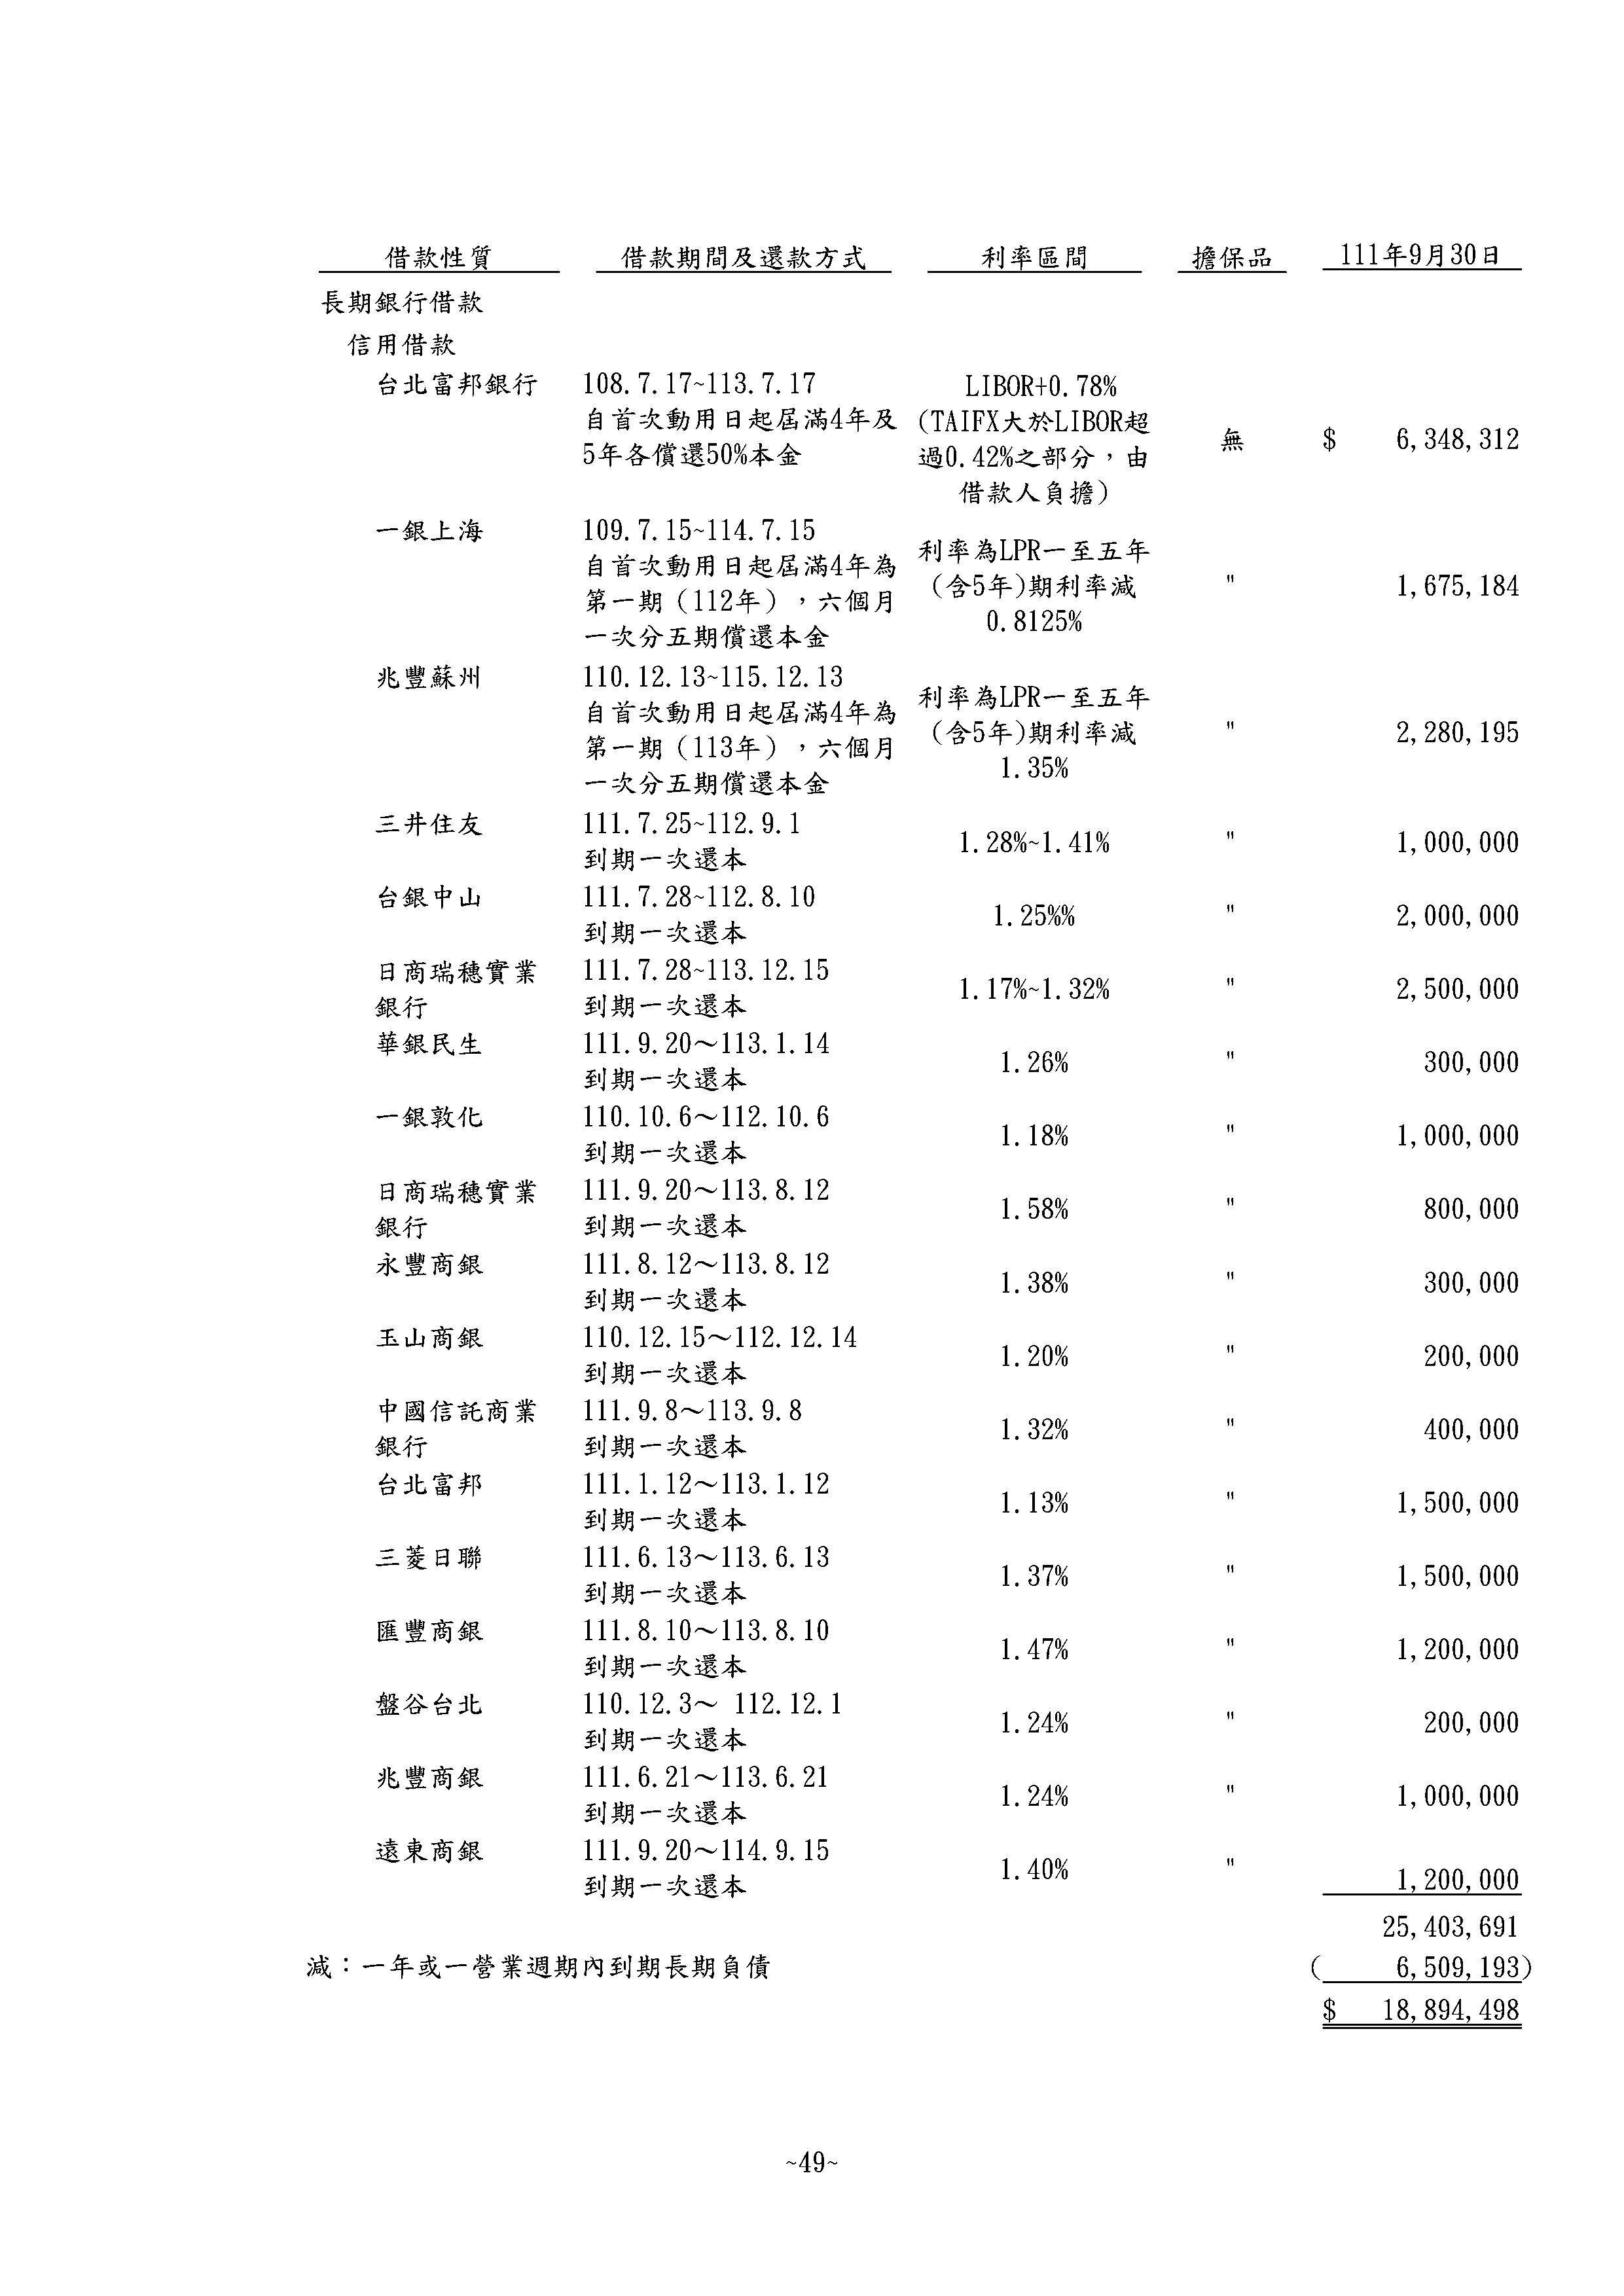 借款性質 借款期間及還款方式 利率區間 擔保品 111年9月30日
長期銀行借款
信用借款
台北富邦銀行 108.7.17~113.7.17 LIBOR+0.78%
自首次動用日起屆滿4年及 (TAIFX大於LIBOR超
無 $ 6,348,312
5年各償還50%本金 過0.42%之部分，由
借款人負擔)
一銀上海 109.7.15~114.7.15
利率為LPR一至五年
自首次動用日起屆滿4年為
(含5年)期利率減 " 1,675,184
第一期（112年），六個月
0.8125%
一次分五期償還本金
兆豐蘇州 110.12.13~115.12.13
利率為LPR一至五年
自首次動用日起屆滿4年為
(含5年)期利率減 " 2,280,195
第一期（113年），六個月
1.35%
一次分五期償還本金
三井住友 111.7.25~112.9.1
1.28%~1.41% " 1,000,000
到期一次還本
台銀中山 111.7.28~112.8.10
1.25%% " 2,000,000
到期一次還本
日商瑞穗實業 111.7.28~113.12.15
1.17%~1.32% " 2,500,000
銀行 到期一次還本
華銀民生 111.9.20～113.1.14
1.26% " 300,000
到期一次還本
一銀敦化 110.10.6～112.10.6
1.18% " 1,000,000
到期一次還本
日商瑞穗實業 111.9.20～113.8.12
1.58% " 800,000
銀行 到期一次還本
永豐商銀 111.8.12～113.8.12
1.38% " 300,000
到期一次還本
玉山商銀 110.12.15～112.12.14
1.20% " 200,000
到期一次還本
中國信託商業 111.9.8～113.9.8
1.32% " 400,000
銀行 到期一次還本
台北富邦 111.1.12～113.1.12
1.13% " 1,500,000
到期一次還本
三菱日聯 111.6.13～113.6.13
1.37% " 1,500,000
到期一次還本
匯豐商銀 111.8.10～113.8.10
1.47% " 1,200,000
到期一次還本
盤谷台北 110.12.3～ 112.12.1
1.24% " 200,000
到期一次還本
兆豐商銀 111.6.21～113.6.21
1.24% " 1,000,000
到期一次還本
遠東商銀 111.9.20～114.9.15
1.40% " 1,200,000
到期一次還本
25,403,691
減：一年或一營業週期內到期長期負債 ( 6,509,193)
$ 18,894,498
~49~